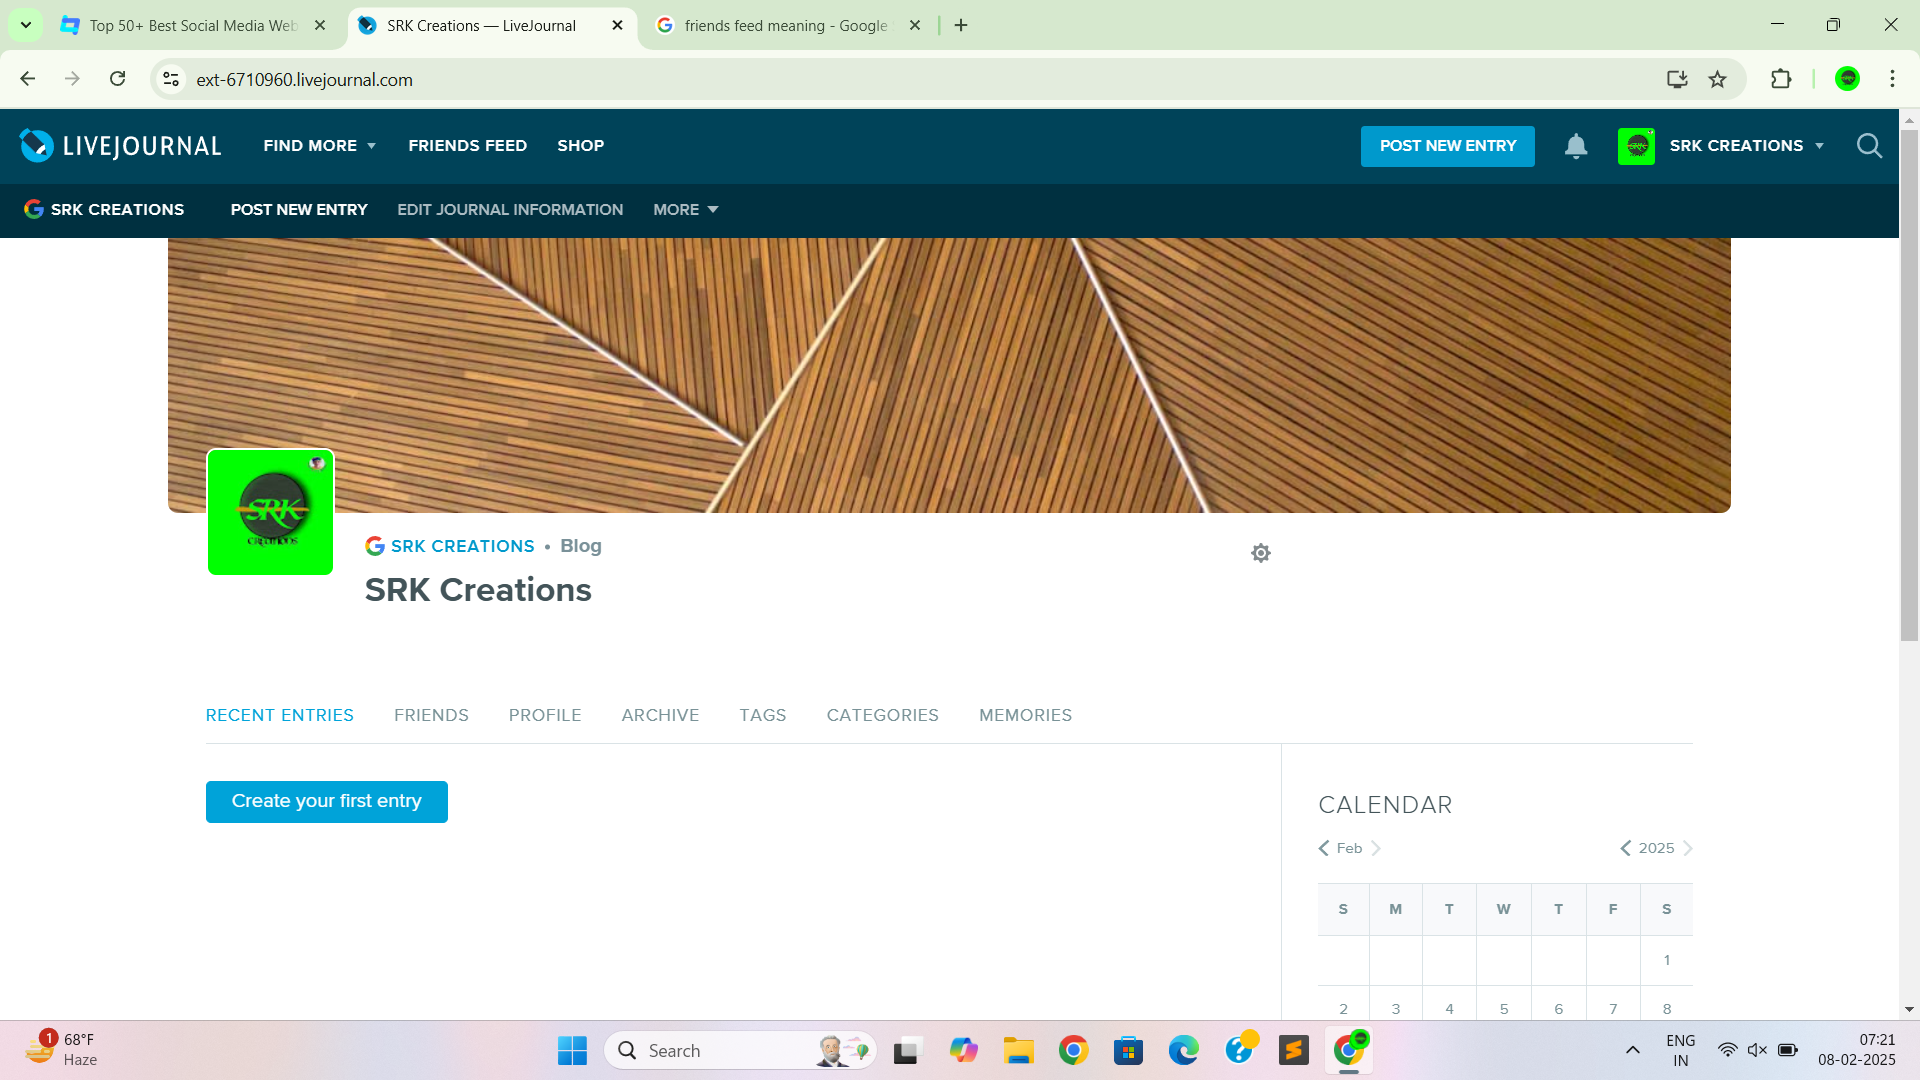 Top 50+ Best Social Media Web
SRK Creations — LiveJournal
friends feed meaning - Google
ext-6710960.livejournal.com
LIVEJOURNAL
FIND MORE
FRIENDS FEED
SHOP
POST NEW ENTRY
SRK CREATIONS
SRK CREATIONS
POST NEW ENTRY
EDIT JOURNAL INFORMATION
MORE
SRK
CREATIONS
SRK CREATIONS • Blog
SRK Creations
RECENT ENTRIES
FRIENDS
PROFILE
ARCHIVE
TAGS
CATEGORIES
MEMORIES
Create your first entry
CALENDAR
Feb
2025
S M T W T F S
1
2 3 4 5 6 7 8
1
68°F
Haze
Search
ENG
IN
07:21
08-02-2025